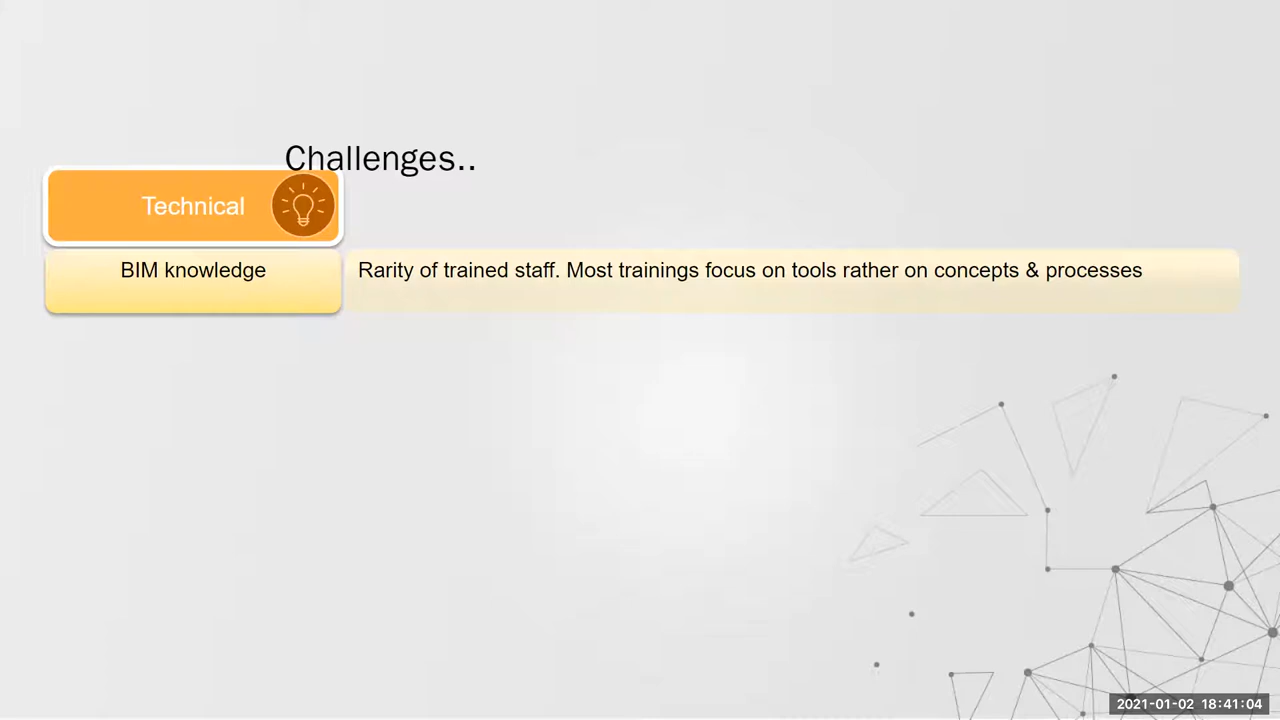 Challenges..
Technical
BIM knowledge
Rarity of trained staff. Most trainings focus on tools rather on concepts & processes
2021-01-02 18:41:04